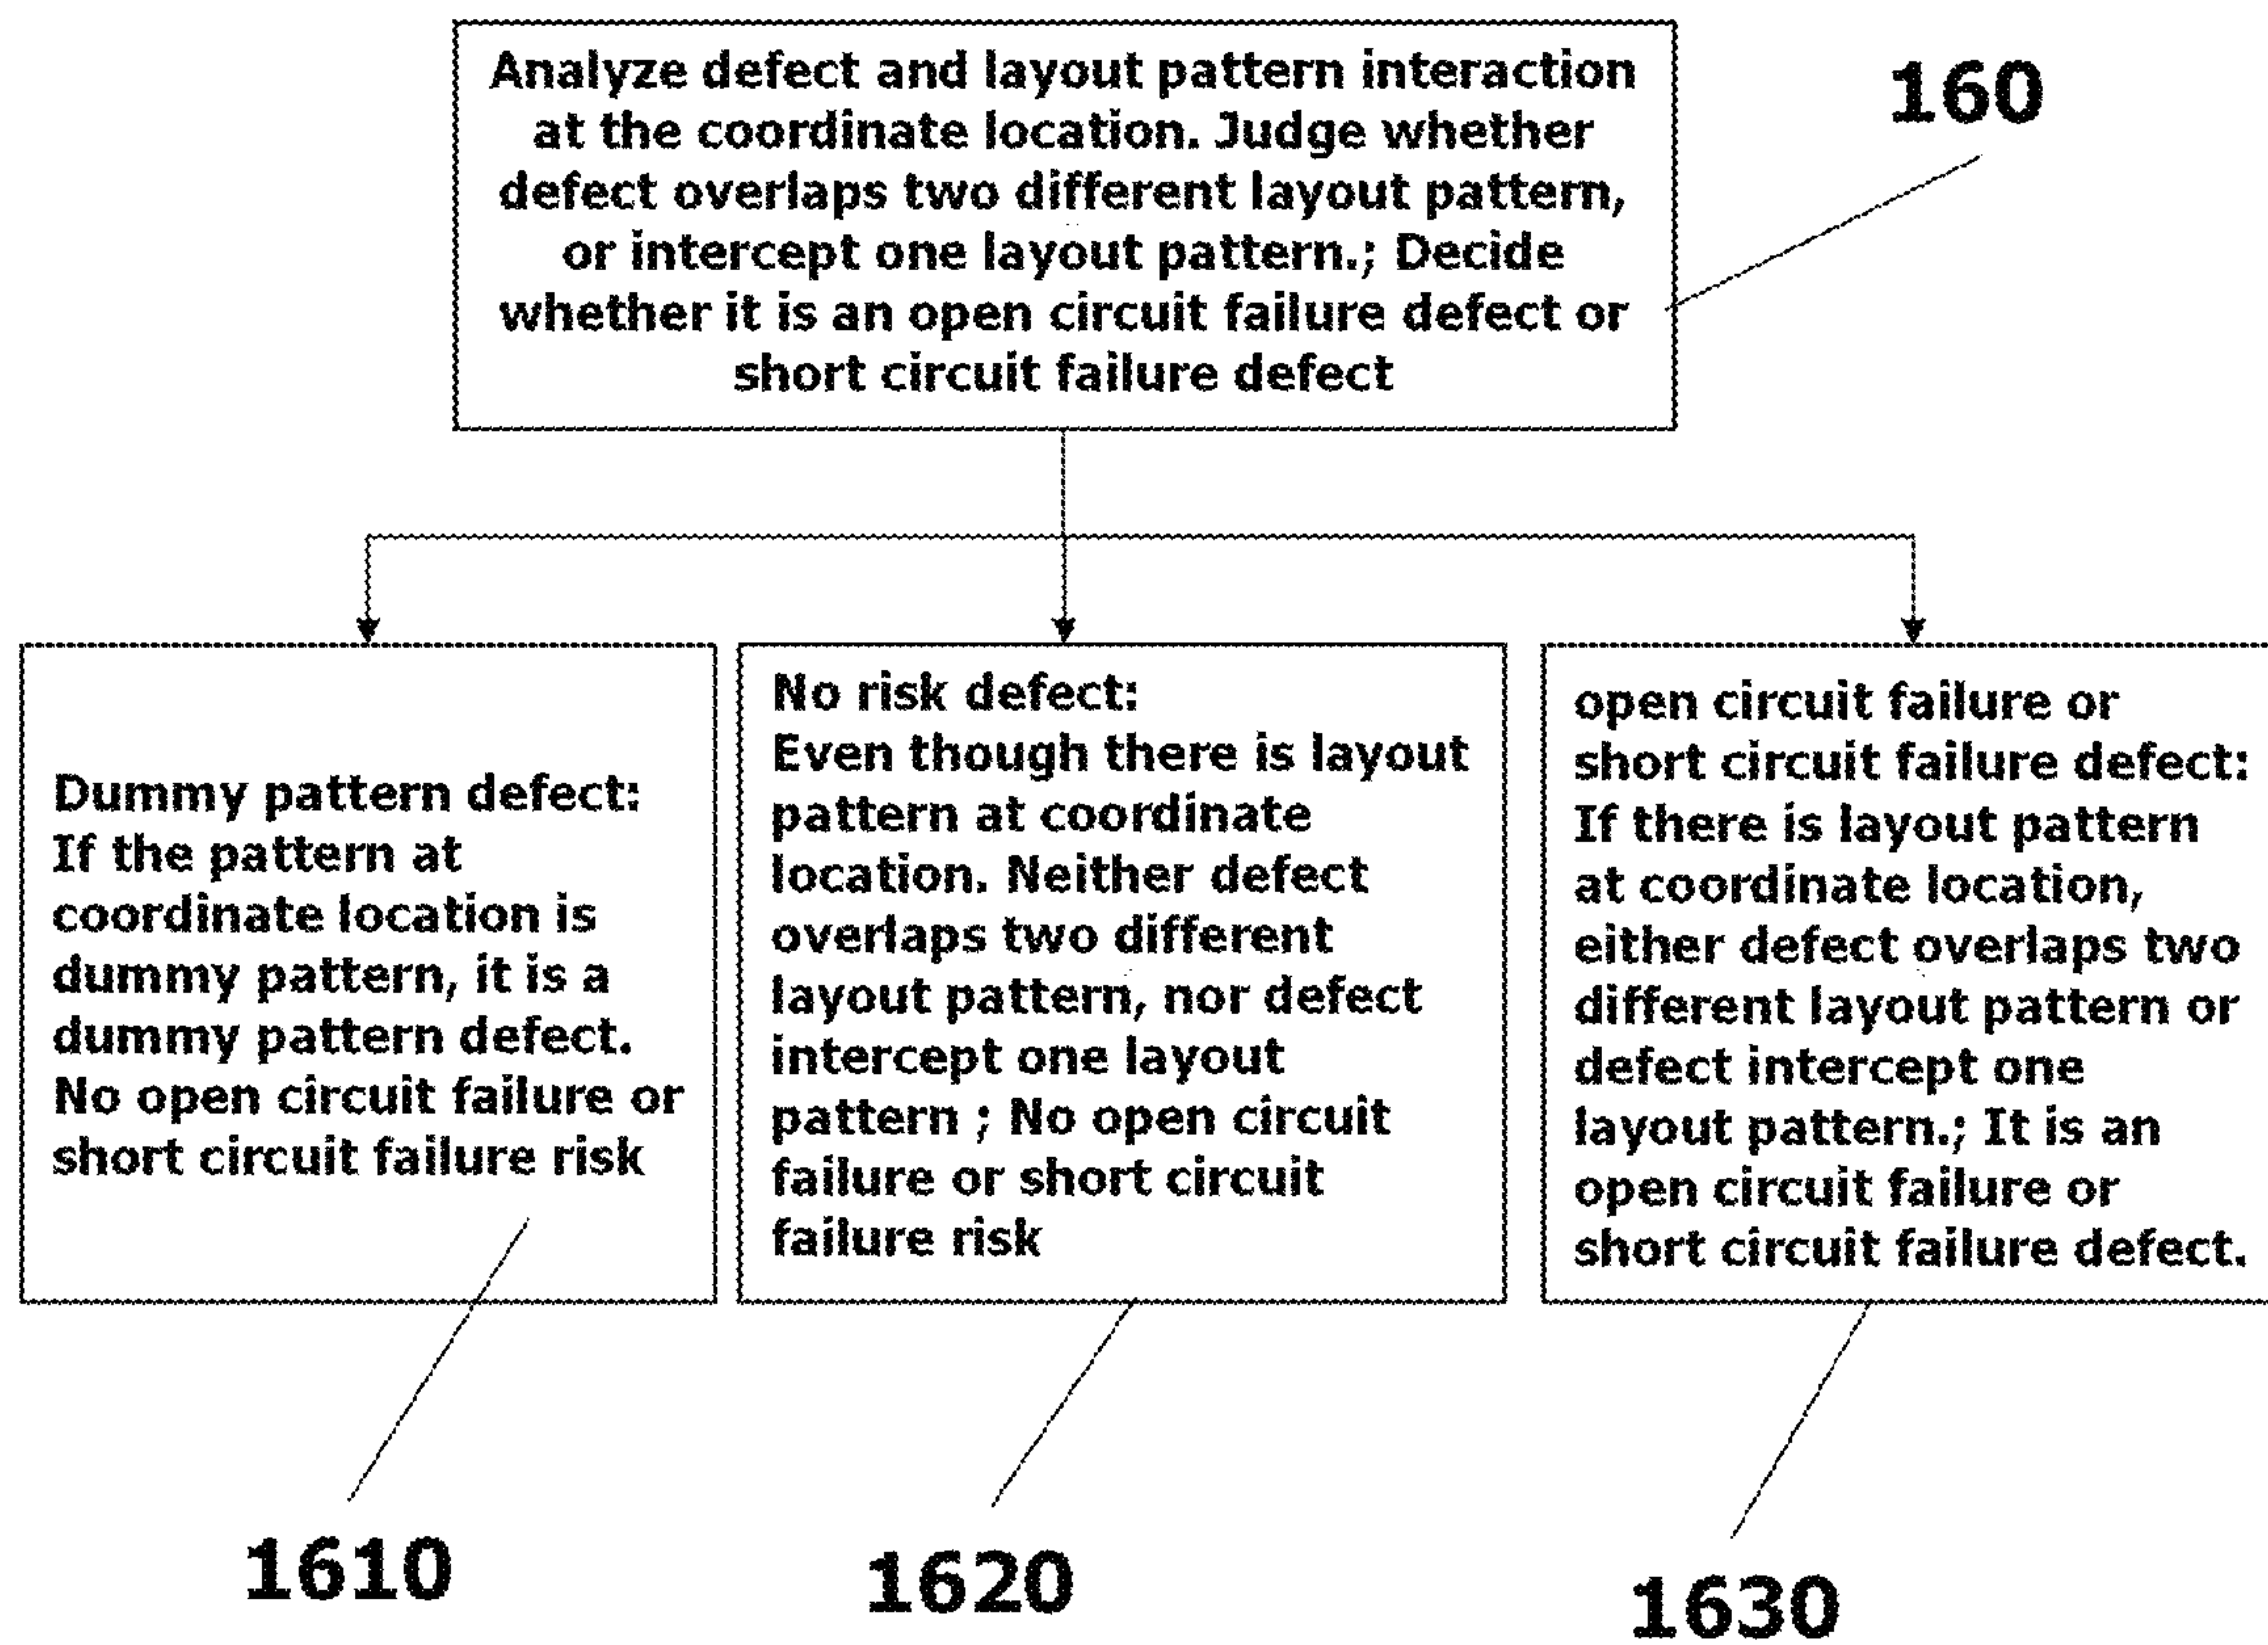 Analyze defect and layout pattern interaction
at the coordinate location. Judge whether
defect overlaps two different layout pattern,
or intercept one layout pattern.; Decide
whether it is an open circuit failure defect or
short circuit failure defect
160
Dummy pattern defect:
If the pattern at
coordinate location is
dummy pattern, it is a
dummy pattern defect.
No open circuit failure or
short circuit failure risk
No risk defect:
Even though there is layout
pattern at coordinate
location. Neither defect
overlaps two different
layout pattern, nor defect
intercept one layout
pattern ; No open circuit
failure or short circuit
failure risk
open circuit failure or
short circuit failure defect:
If there is layout pattern
at coordinate location,
either defect overlaps two
different layout pattern or
defect intercept one
layout pattern.; It is an
open circuit failure or
short circuit failure defect.
1610
1620
1630